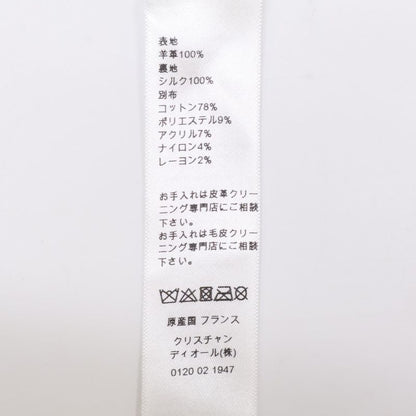 表地
羊革100%
裏地
シルク100%
別布
コットン78%
ポリエステル9%
アクリル7%
ナイロン4%
レーヨン2%
お手入れは皮革クリー
ニング専門店にご相談
下さい。
お手入れは毛皮クリー
ニング専門店にご相談
下さい。
原産国 フランス
クリスチャン
ディオール(株)
0120 02 1947